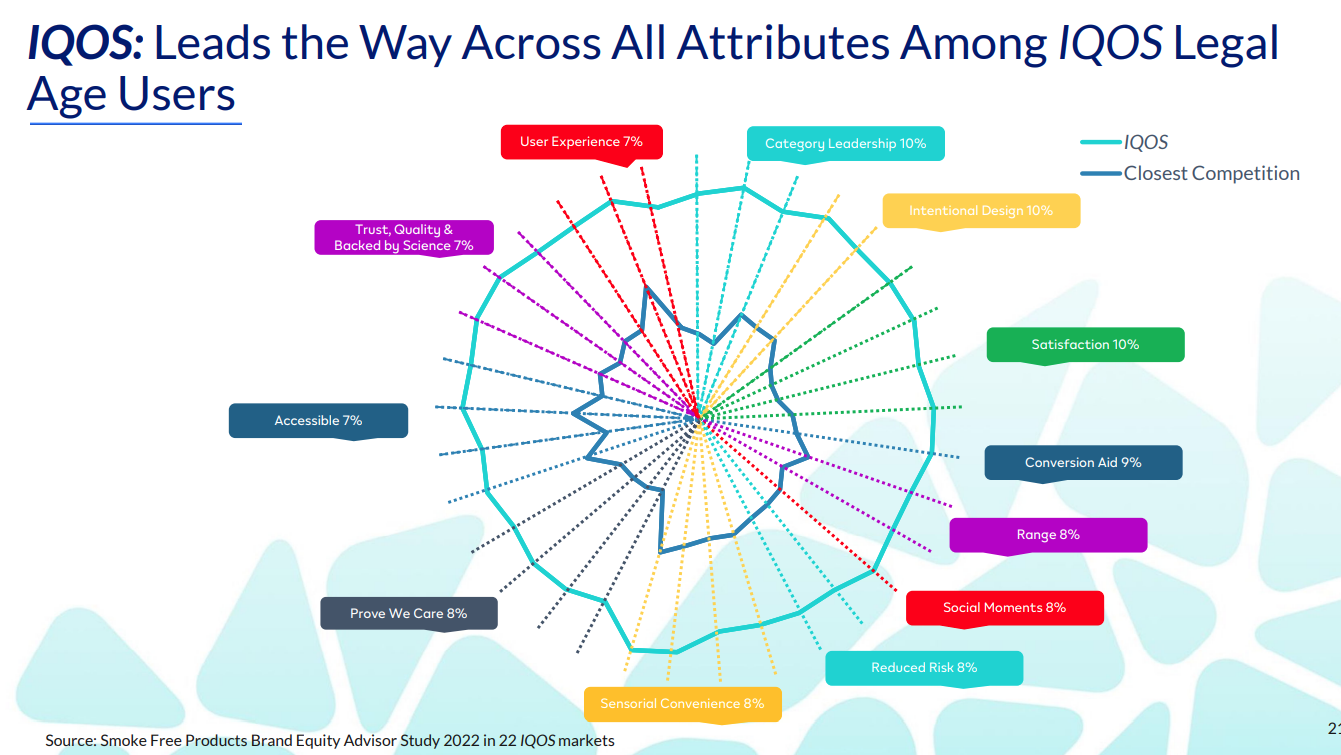 IQOS: Leads the Way Across All Attributes Among IQOS Legal
Age Users
User Experience 7%
Category Leadership 10%
IQOS
Closest Competition
Intentional Design 10%
Trust, Quality &
Backed by Science 7%
Satisfaction 10%
Accessible 7%
Conversion Aid 9%
Range 8%
Prove We Care 8%
Social Moments 8%
Reduced Risk 8%
Sensorial Convenience 8%
Source: Smoke Free Products Brand Equity Advisor Study 2022 in 22 IQOS markets